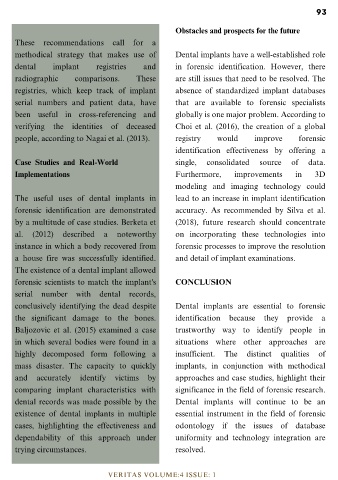 93
These recommendations call for a
methodical strategy that makes use of
dental implant registries and
radiographic comparisons. These
registries, which keep track of implant
serial numbers and patient data, have
been useful in cross-referencing and
verifying the identities of deceased
people, according to Nagai et al. (2013).
Case Studies and Real-World
Implementations
The useful uses of dental implants in
forensic identification are demonstrated
by a multitude of case studies. Berketa et
al. (2012) described a noteworthy
instance in which a body recovered from
a house fire was successfully identified.
The existence of a dental implant allowed
forensic scientists to match the implant's
serial number with dental records,
conclusively identifying the dead despite
the significant damage to the bones.
Baljozovic et al. (2015) examined a case
in which several bodies were found in a
highly decomposed form following a
mass disaster. The capacity to quickly
and accurately identify victims by
comparing implant characteristics with
dental records was made possible by the
existence of dental implants in multiple
cases, highlighting the effectiveness and
dependability of this approach under
trying circumstances.
Obstacles and prospects for the future
Dental implants have a well-established role
in forensic identification. However, there
are still issues that need to be resolved. The
absence of standardized implant databases
that are available to forensic specialists
globally is one major problem. According to
Choi et al. (2016), the creation of a global
registry would improve forensic
identification effectiveness by offering a
single, consolidated source of data.
Furthermore, improvements in 3D
modeling and imaging technology could
lead to an increase in implant identification
accuracy. As recommended by Silva et al.
(2018), future research should concentrate
on incorporating these technologies into
forensic processes to improve the resolution
and detail of implant examinations.
CONCLUSION
Dental implants are essential to forensic
identification because they provide a
trustworthy way to identify people in
situations where other approaches are
insufficient. The distinct qualities of
implants, in conjunction with methodical
approaches and case studies, highlight their
significance in the field of forensic research.
Dental implants will continue to be an
essential instrument in the field of forensic
odontology if the issues of database
uniformity and technology integration are
resolved.
VERITAS VOLUME:4 ISSUE: 1